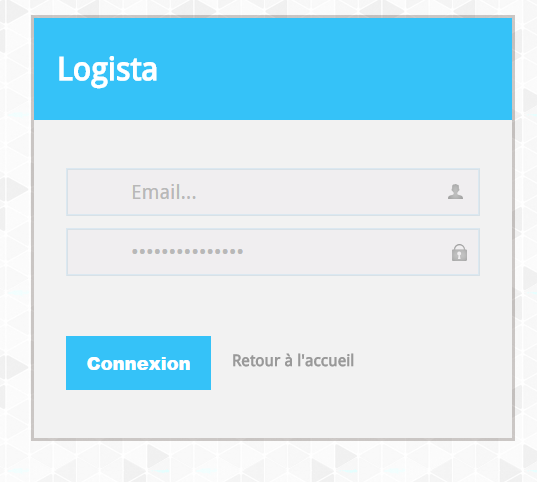 Logista
Email...
•••••••••••••••
Connexion
Retour à l'accueil